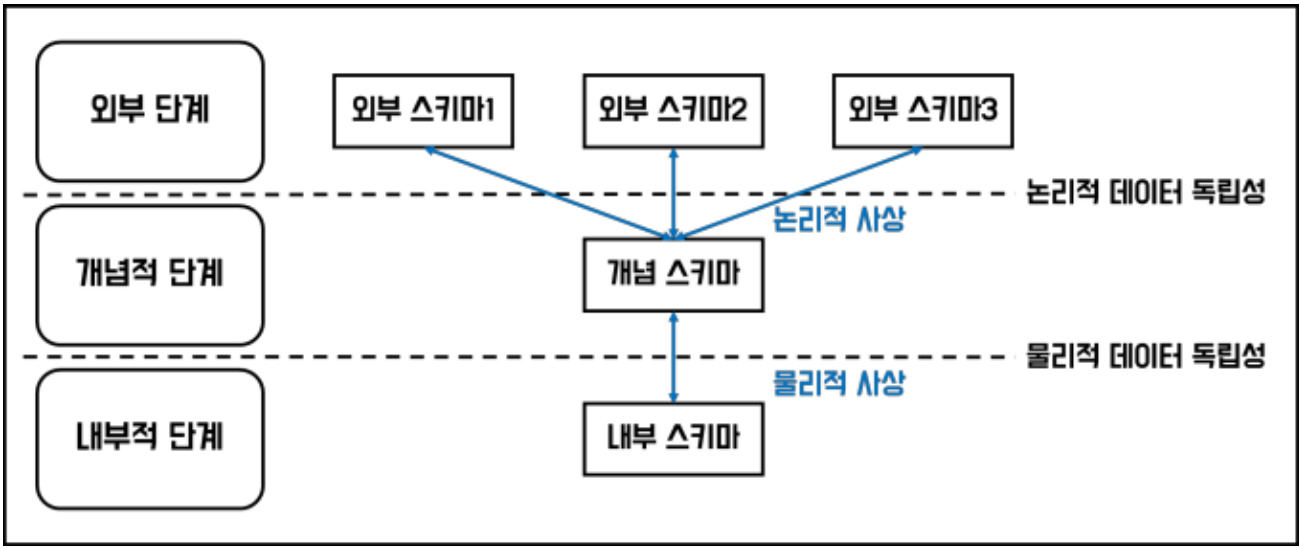 외부 단계
외부 스키마1
외부 스키마2
외부 스키마3
논리적 데이터 독립성
논리적 사상
개념적 단계
개념 스키마
물리적 데이터 독립성
물리적 사상
내부적 단계
내부 스키마